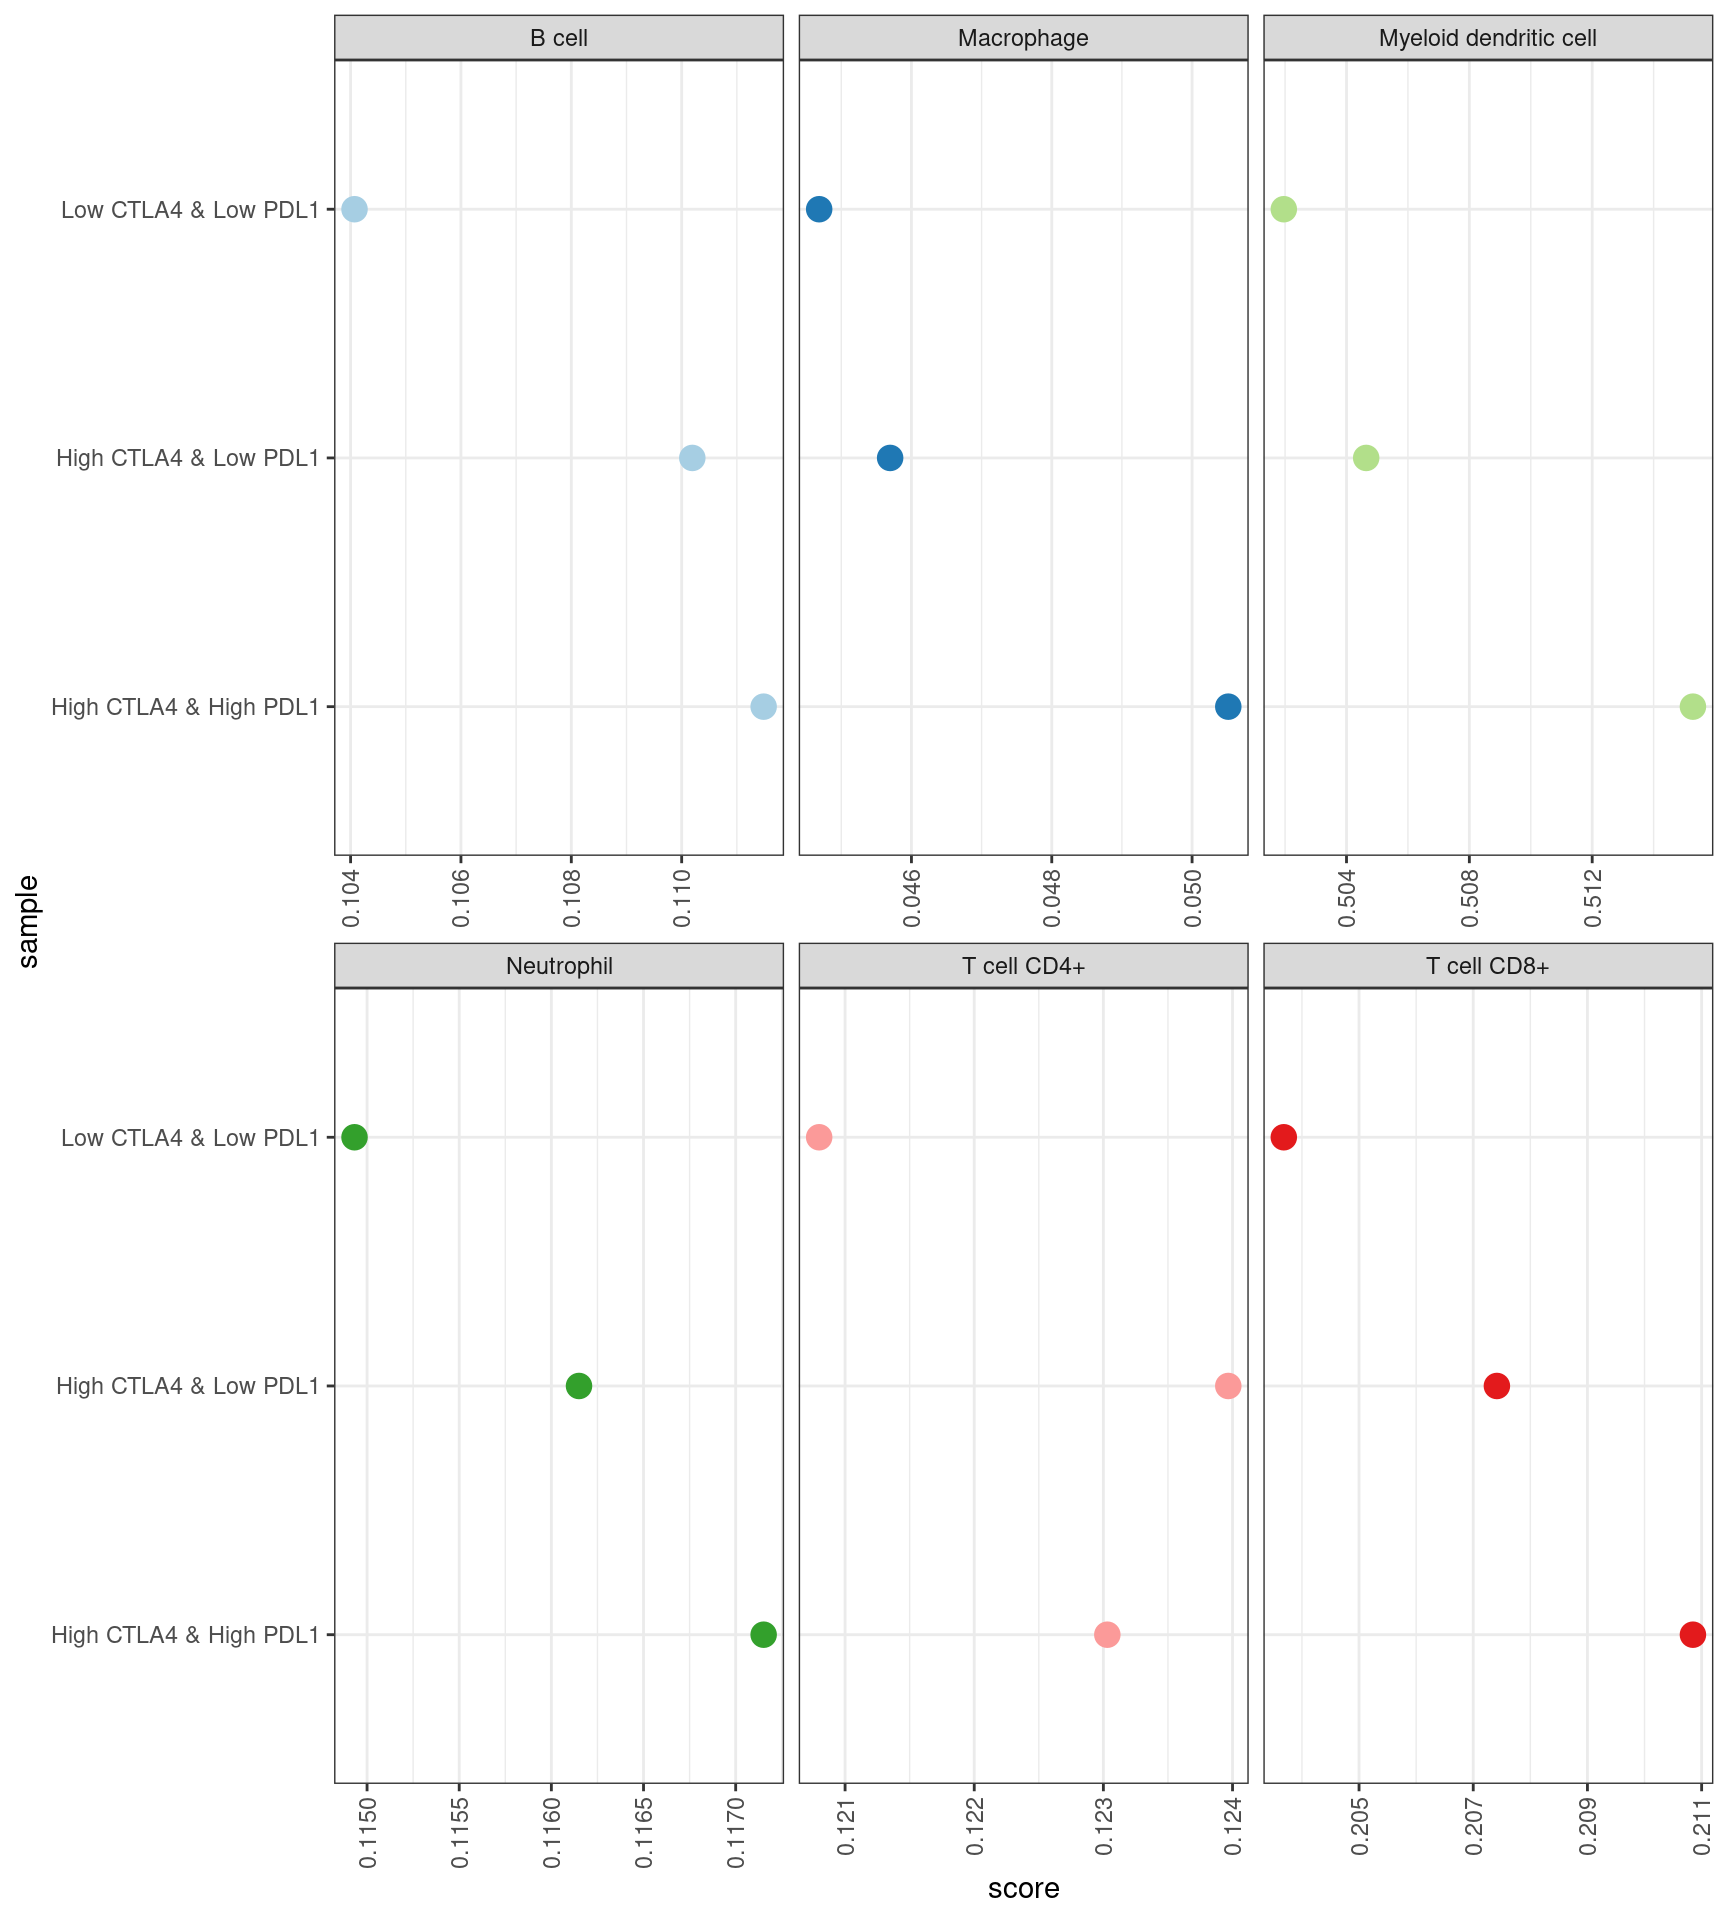 B cell
Macrophage
Myeloid dendritic cell
Low CTLA4 & Low PDL1
High CTLA4 & Low PDL1
High CTLA4 & High PDL1
0.104 0.106 0.108 0.110
0.046 0.048 0.050
0.504 0.508 0.512
sample
Neutrophil
T cell CD4+
T cell CD8+
Low CTLA4 & Low PDL1
High CTLA4 & Low PDL1
High CTLA4 & High PDL1
0.1150 0.1155 0.1160 0.1165 0.1170
0.121 0.122 0.123 0.124
0.205 0.207 0.209 0.211
score